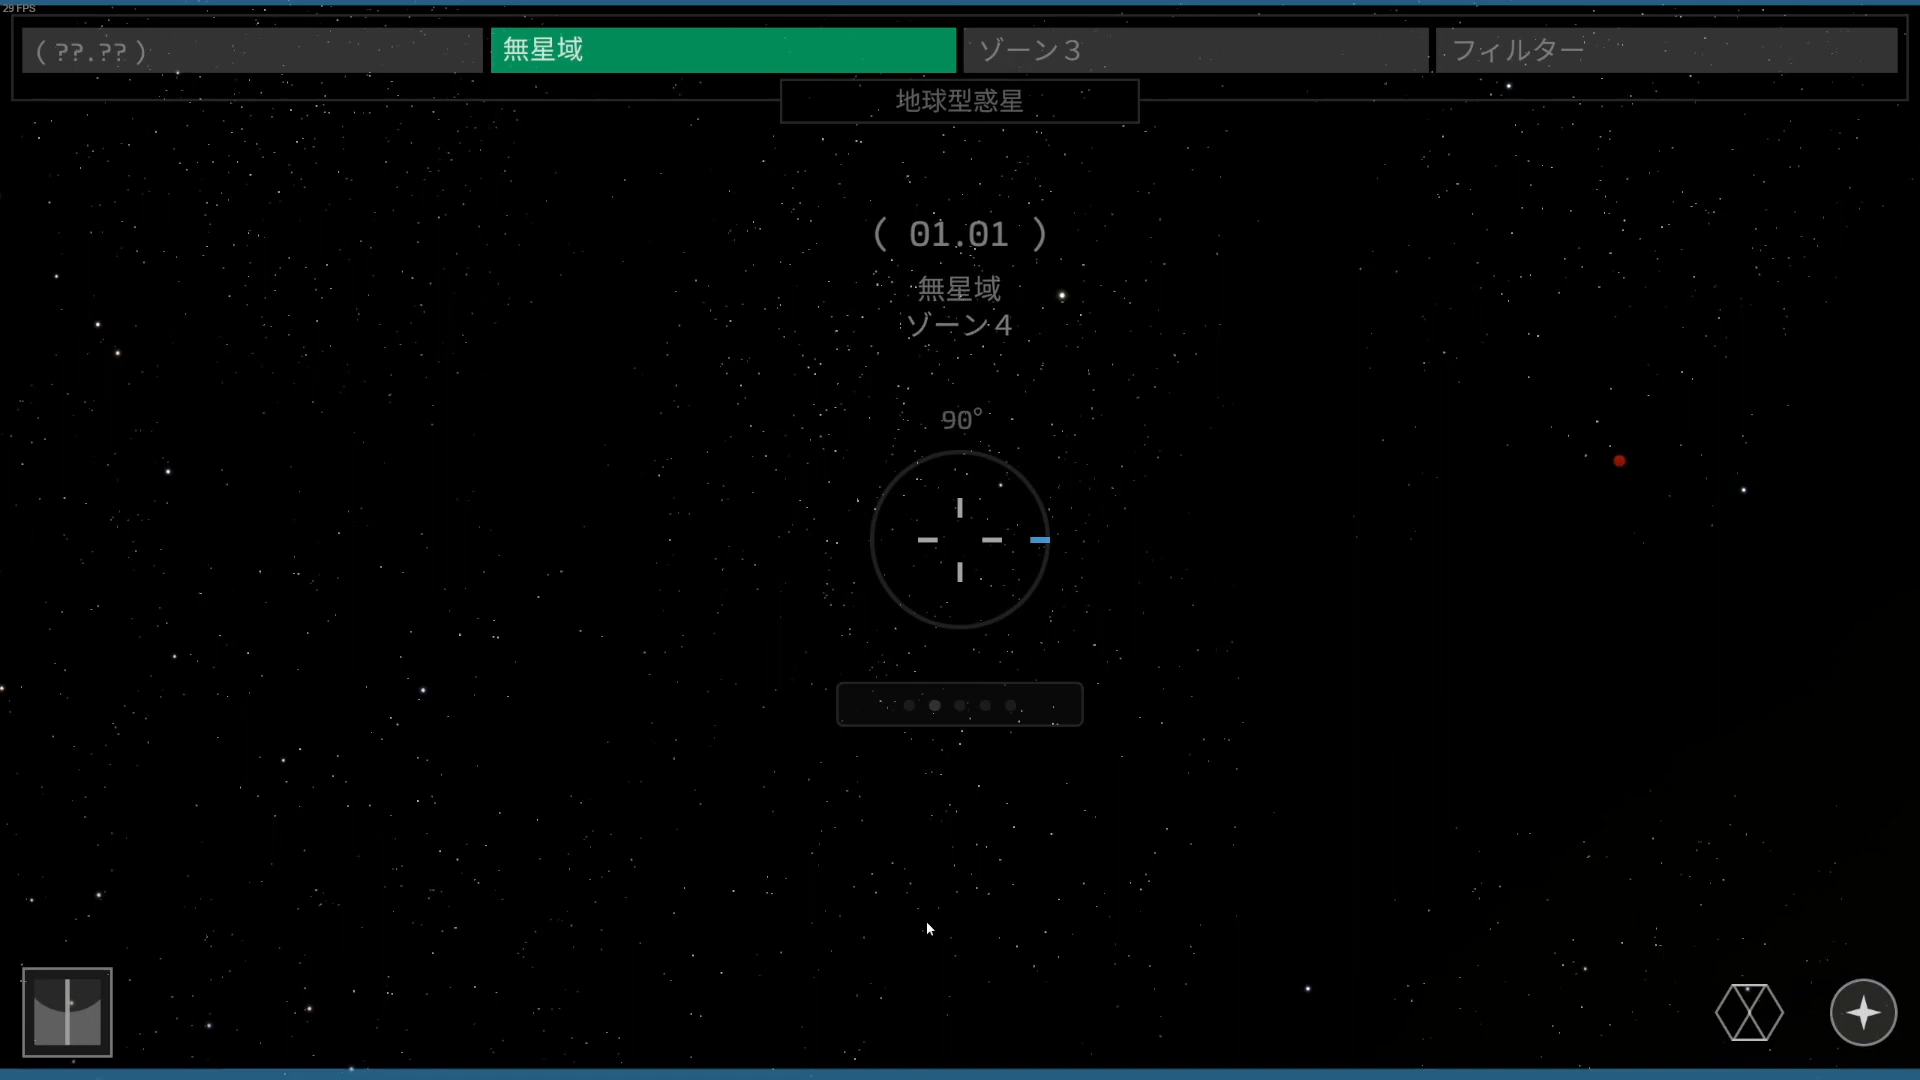 29 FPS
( ??.?? )
無星域
ゾーン3
フィルター
地球型惑星
( 01.01 )
無星域
ゾーン4
90°